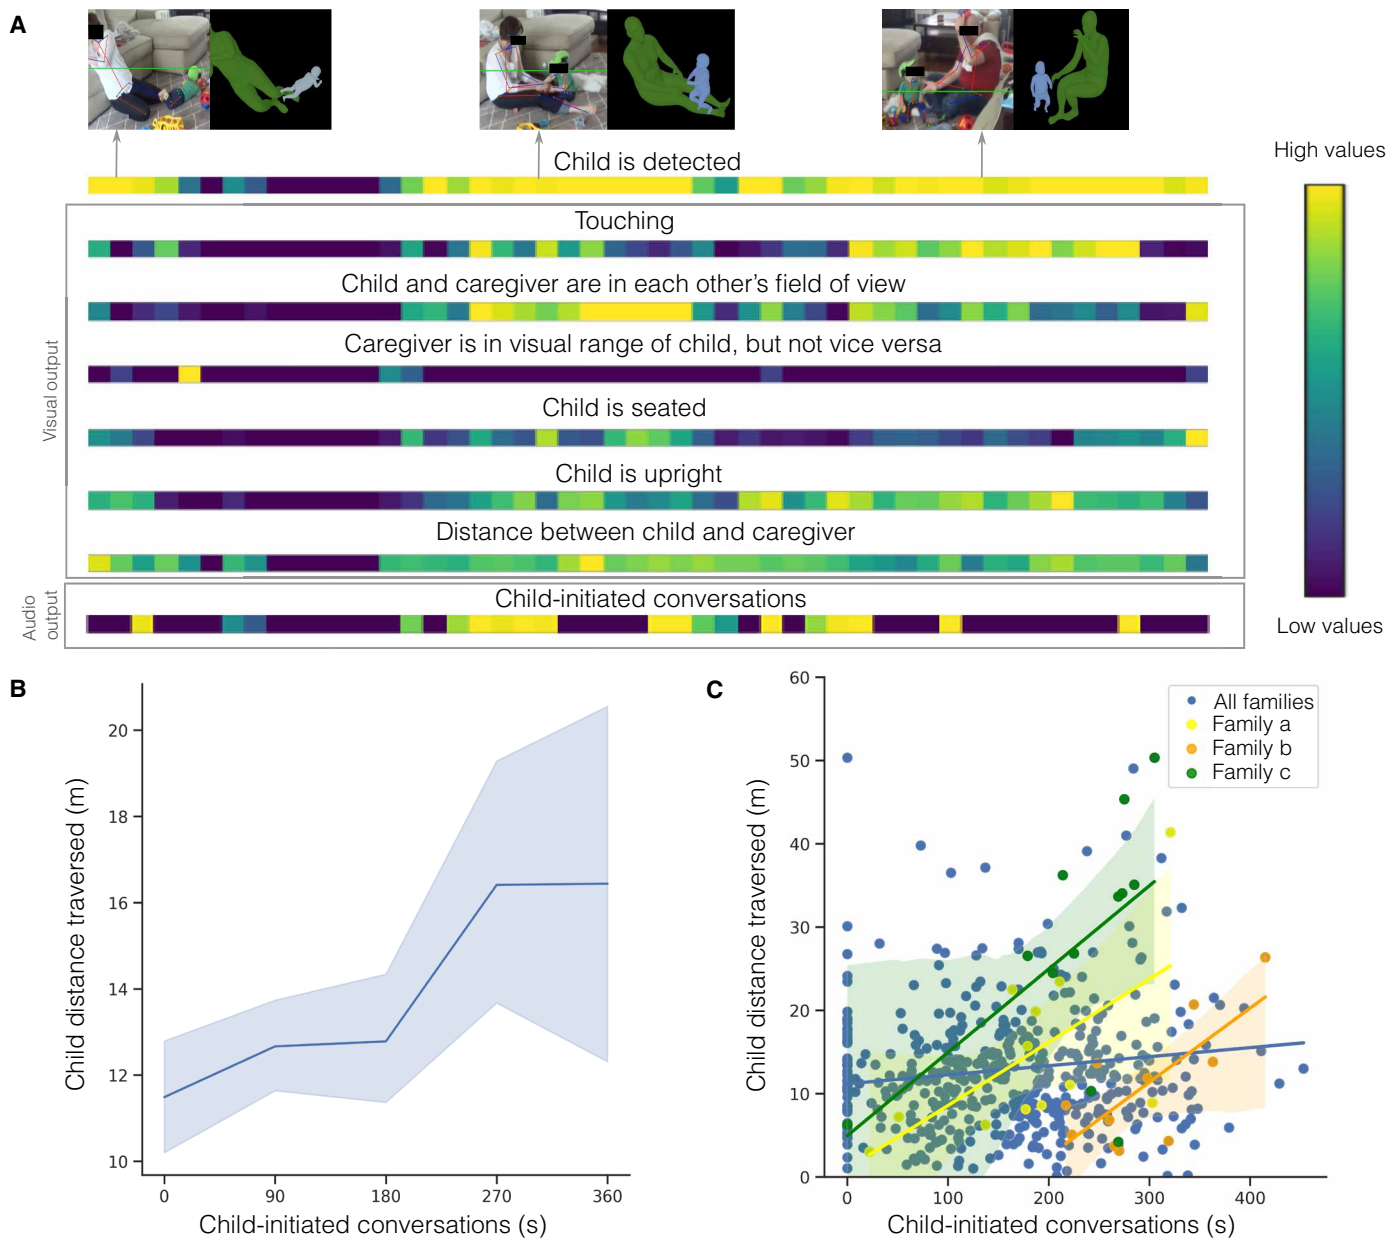 A
Child is detected
High values
Touching
Child and caregiver are in each other's field of view
Caregiver is in visual range of child, but not vice versa
Visual output
Child is seated
Child is upright
Distance between child and caregiver
Audio
output
Child-initiated conversations
Low values
B
20
18
16
14
12
10
0 90 180 270 360
Child distance traversed (m)
Child-initiated conversations (s)
C
60
50
40
30
20
10
0
0 100 200 300 400
Child distance traversed (m)
Child-initiated conversations (s)
All families
Family a
Family b
Family c